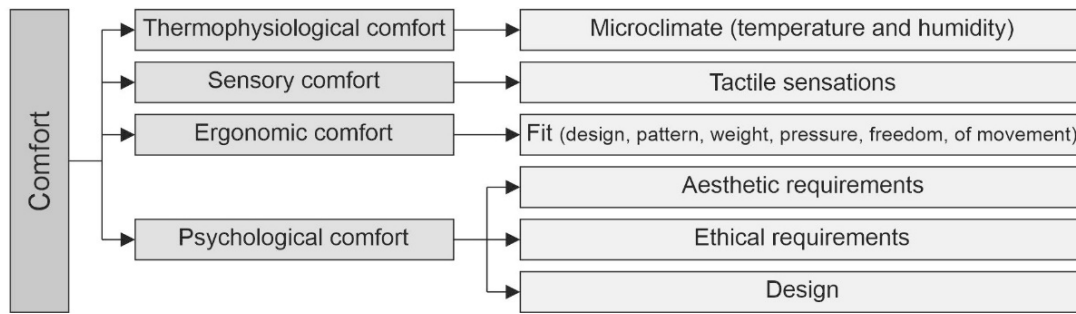 Comfort
Thermophysiological comfort
Microclimate (temperature and humidity)
Sensory comfort
Tactile sensations
Ergonomic comfort
Fit (design, pattern, weight, pressure, freedom, of movement)
Psychological comfort
Aesthetic requirements
Ethical requirements
Design